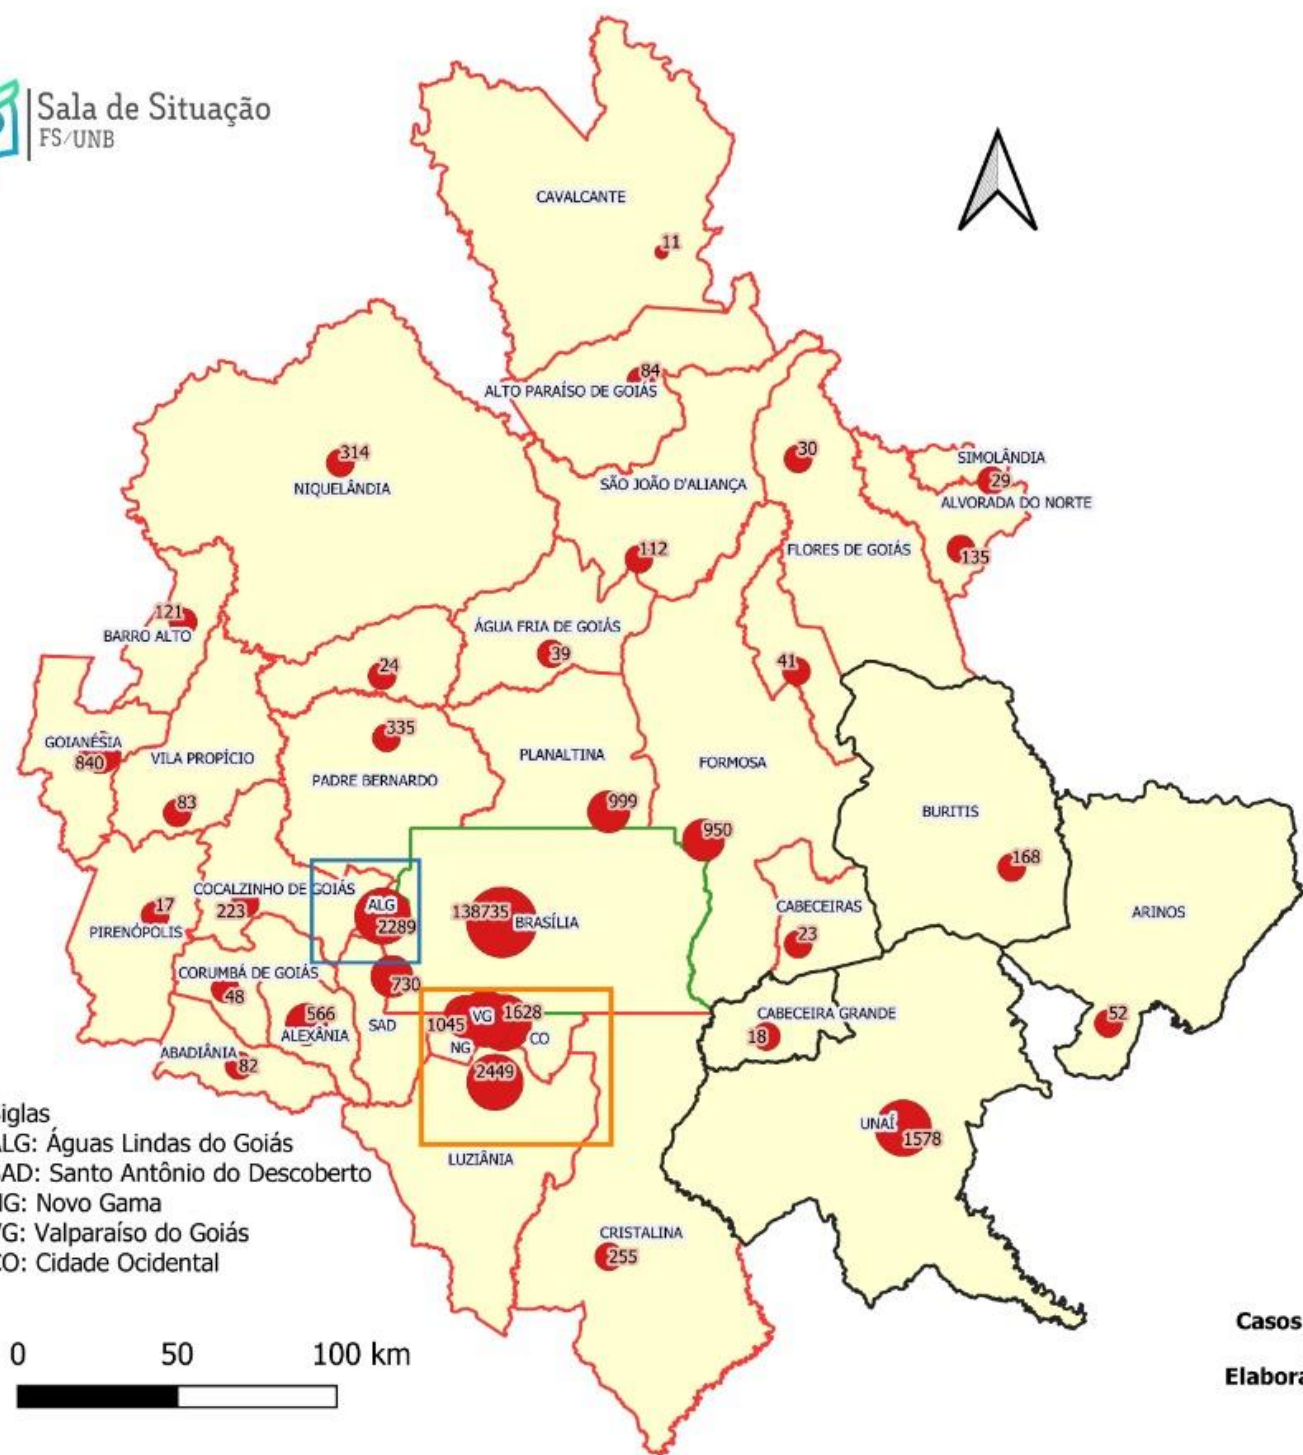 Sala de Situação
FS/UNB
CAVALCANTE
11
84
ALTO PARAÍSO DE GOIÁS
314
NIQUELÂNDIA
30
SÃO JOÃO D'ALIANÇA
SIMOLÂNDIA
29
ALVORADA DO NORTE
112
FLORES DE GOIÁS
135
121
BARRO ALTO
ÁGUA FRIA DE GOIÁS
39
24
41
335
GOIANÉSIA
840
VILA PROPÍCIO
PADRE BERNARDO
PLANALTINA
FORMOSA
83
999
950
BURITIS
168
COCALZINHO DE GOIÁS
223
ALG
2289
138735
BRASÍLIA
CABECEIRAS
23
ARINOS
17
PIRENÓPOLIS
CORUMBÁ DE GOIÁS
48
730
566
ALEXÂNIA
SAD
1045
VG
1628
NG
CO
CABECEIRA GRANDE
18
52
ABADIÂNIA
82
2449
UNAÍ
1578
LUZIÂNIA
iglas
ALG: Águas Lindas do Goiás
SAD: Santo Antônio do Descoberto
NG: Novo Gama
VG: Valparaíso do Goiás
CO: Cidade Ocidental
CRISTALINA
255
0 50 100 km
Casos
Elabora